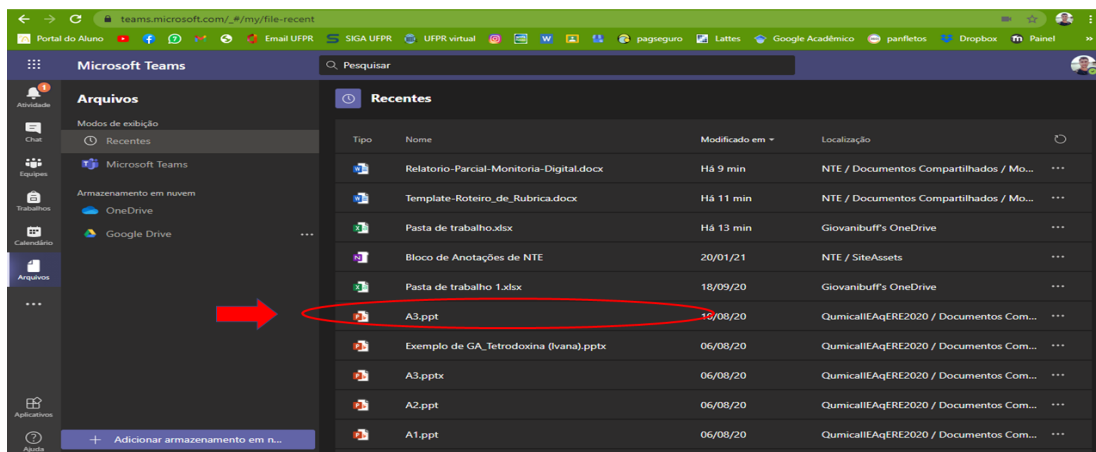 teams.microsoft.com/_#/my/file-recent
Portal do Aluno Email UFPR SIGA UFPR UFPR virtual W pagseguro Lattes Google Acadêmico panfletos Dropbox Painel »
Microsoft Teams
Pesquisar
Atividade
Chat
Equipes
Trabalhos
Calendário
Arquivos
Aplicativos
Ajuda
Arquivos
Modos de exibição
Recentes
Microsoft Teams
Armazenamento em nuvem
OneDrive
Google Drive ...
+ Adicionar armazenamento em n...
Recentes
Tipo Nome Modificado em Localização
Relatorio-Parcial-Monitoria-Digital.docx Há 9 min NTE / Documentos Compartilhados / Mo... ...
Template-Roteiro_de_Rubrica.docx Há 11 min NTE / Documentos Compartilhados / Mo... ...
Pasta de trabalho.xlsx Há 13 min Giovanibuff's OneDrive ...
Bloco de Anotações de NTE 20/01/21 NTE / SiteAssets ...
Pasta de trabalho 1.xlsx 18/09/20 Giovanibuff's OneDrive ...
A3.ppt /08/20 QumicaIIEAqERE2020 / Documentos Com... ...
Exemplo de GA_Tetrodoxina (Ivana).pptx 06/08/20 QumicaIIEAqERE2020 / Documentos Com... ...
A3.pptx 06/08/20 QumicaIIEAqERE2020 / Documentos Com... ...
A2.ppt 06/08/20 QumicaIIEAqERE2020 / Documentos Com... ...
A1.ppt 06/08/20 QumicaIIEAqERE2020 / Documentos Com... ...